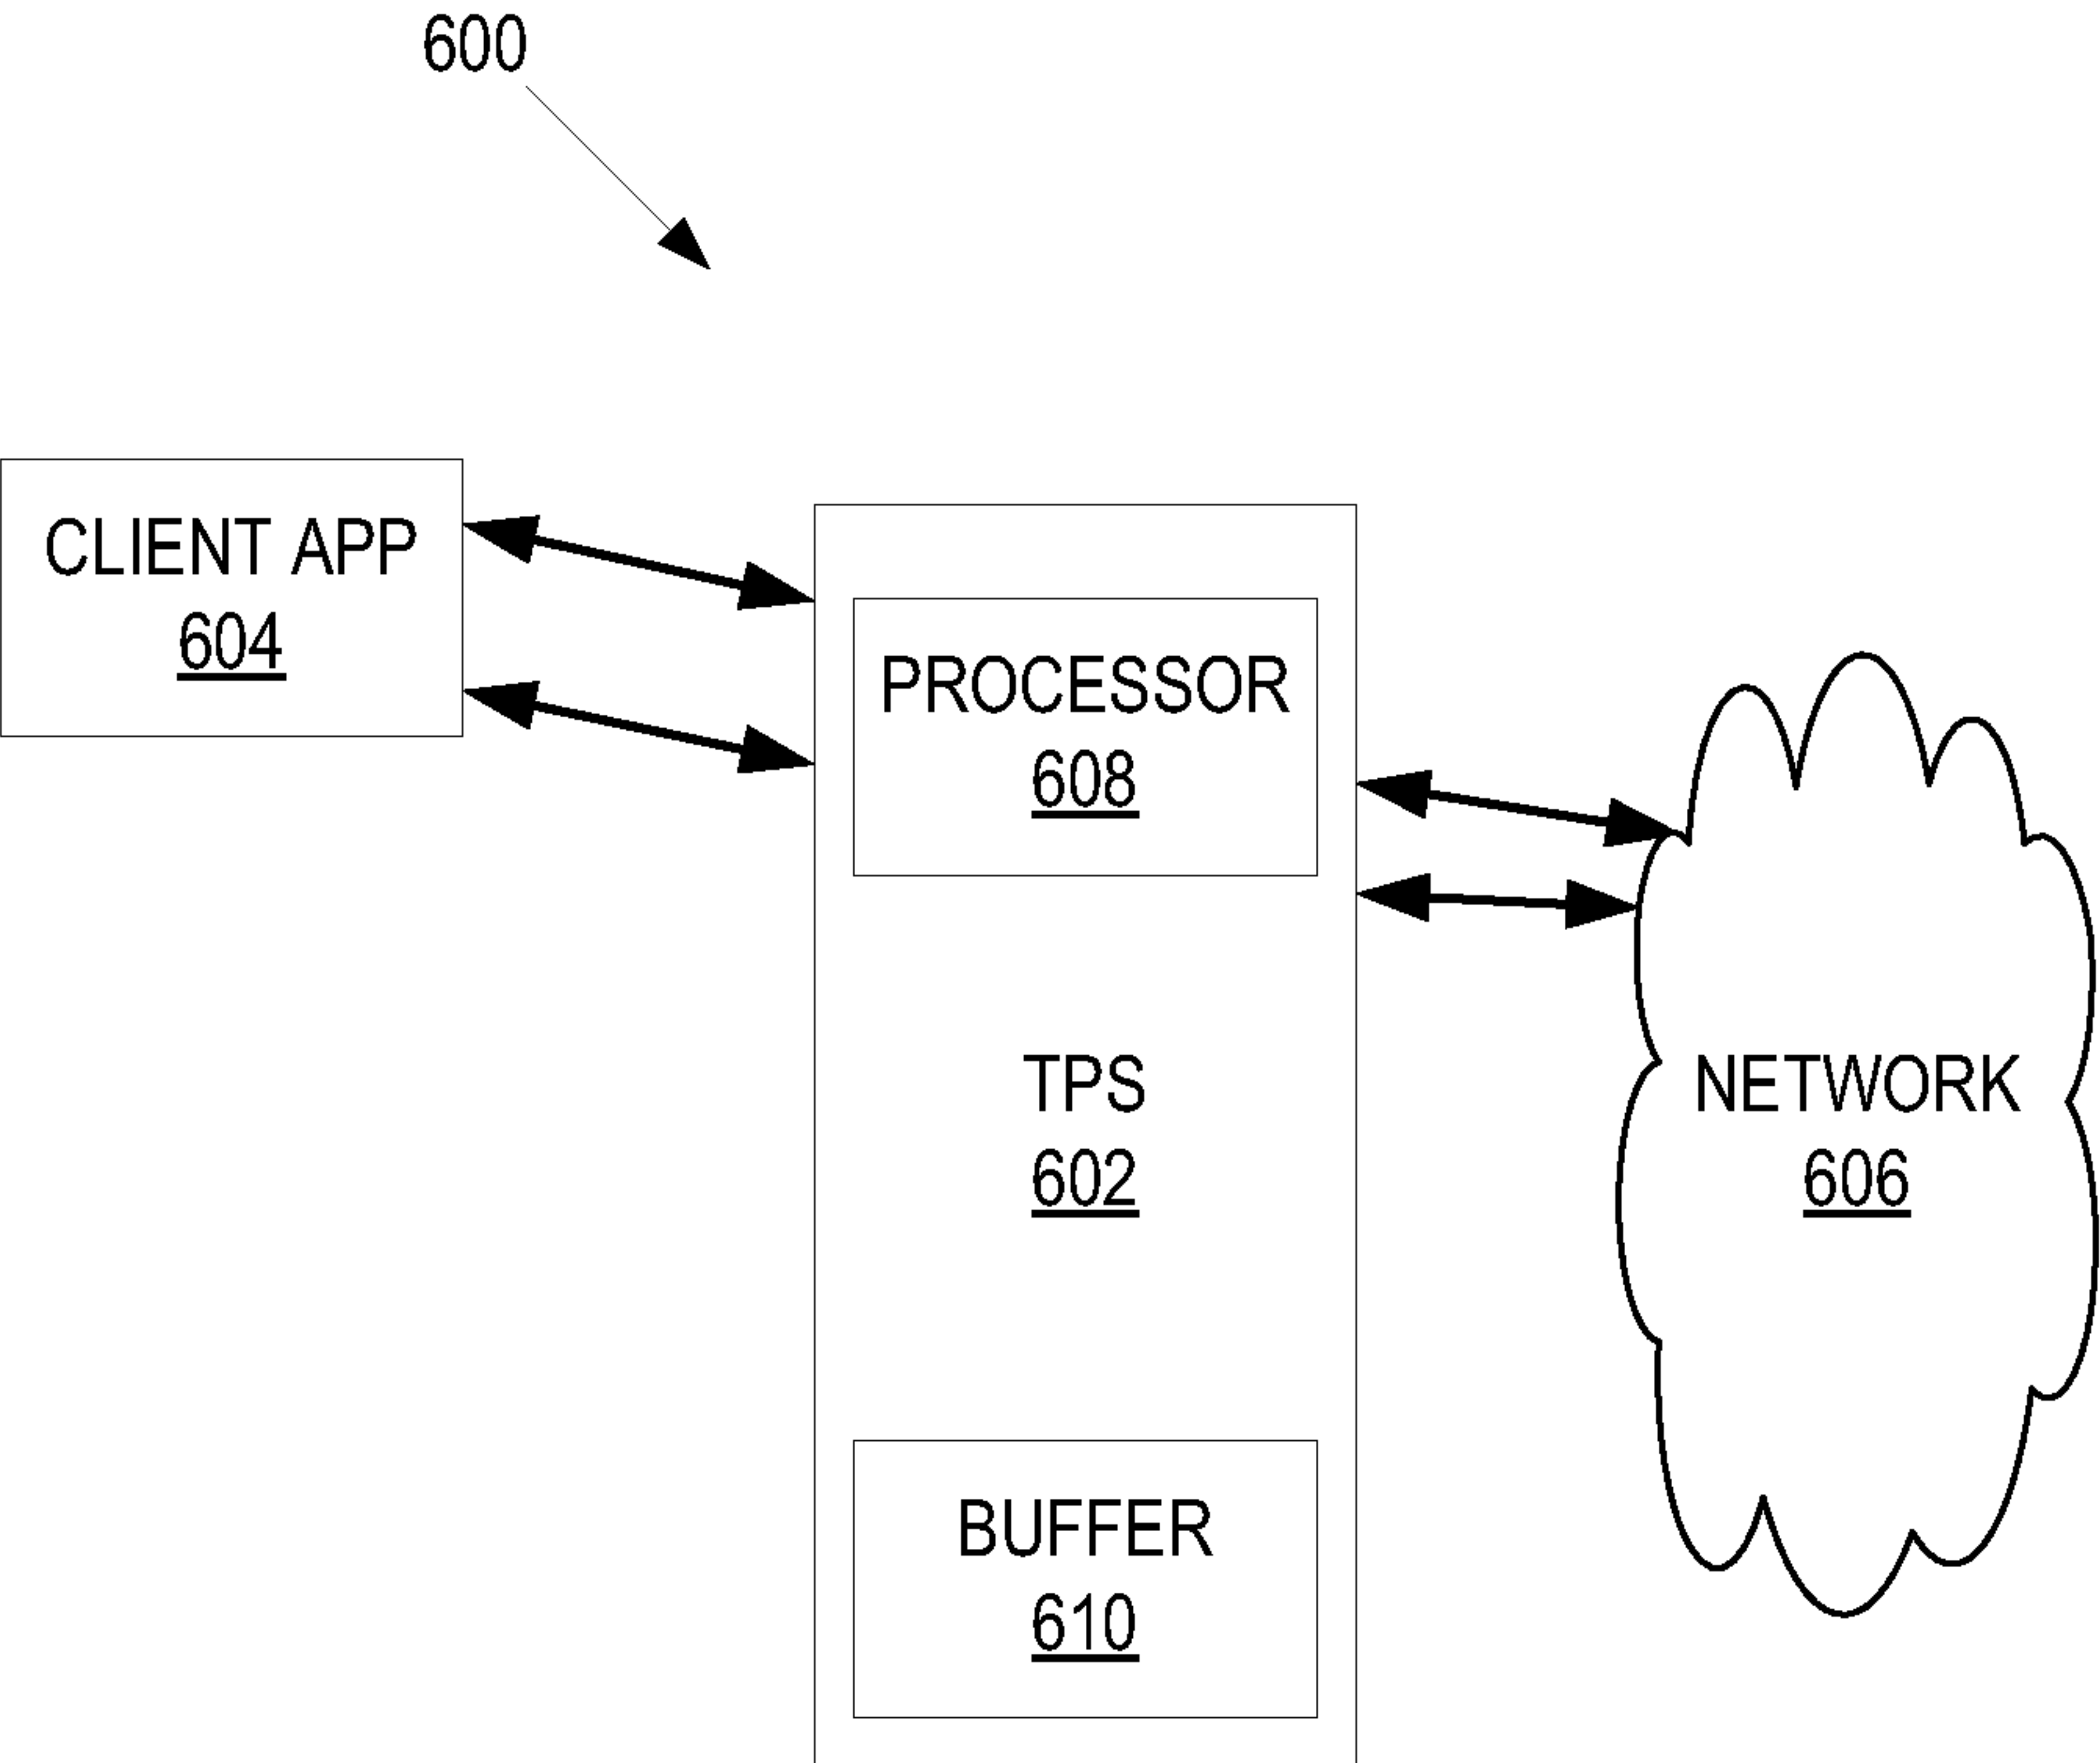 600
CLIENT APP
604
PROCESSOR
608
TPS
602
NETWORK
606
BUFFER
610